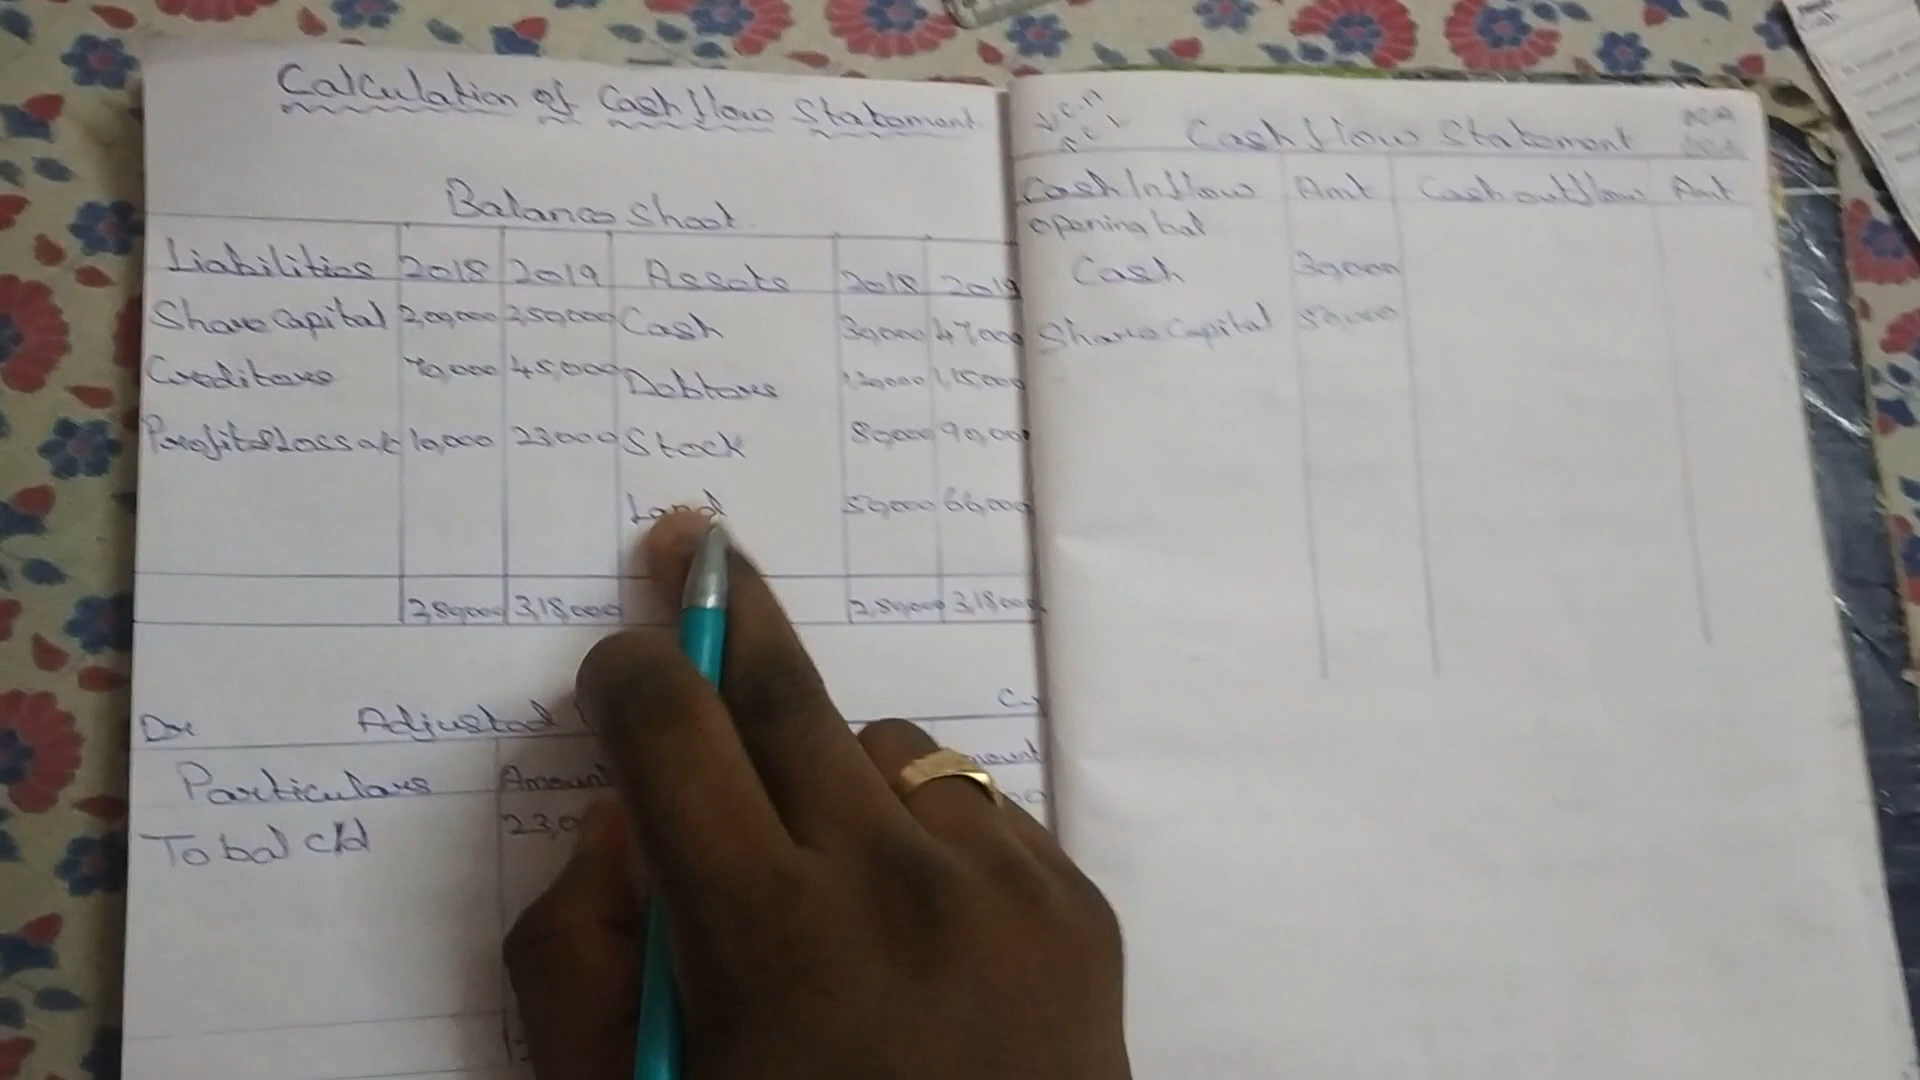 Calculation of Cash flow Statement
Balance Sheet
Liabilities 2018 2019 Assets 2018 2019
Share Capital 2,00,000 2,50,000 Cash 30,000 47,000
Creditors 70,000 45,000 Debtors 1,20,000 1,15,000
Profit & Loss a/c 10,000 23,000 Stock 80,000 90,000
Land 50,000 66,000
2,80,000 3,18,000 2,80,000 3,18,000
Dr Adjusted
Particulars Amount
To bal c/d
Cash flow Statement
Cash Inflow Amt Cash outflow Amt
opening bal
Cash 30,000
Share Capital 50,000